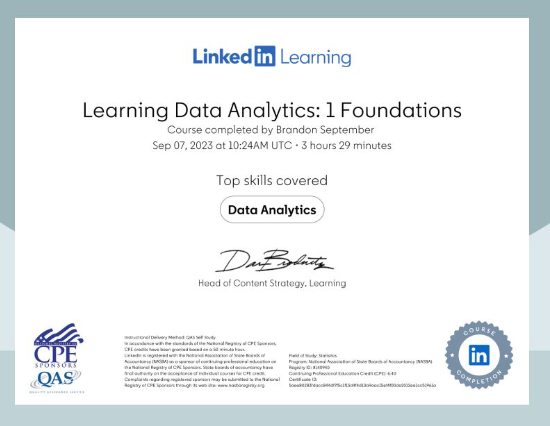 LinkedIn Learning
Learning Data Analytics: 1 Foundations
Course completed by Brandon September
Sep 07, 2023 at 10:24AM UTC • 3 hours 29 minutes
Top skills covered
Data Analytics
Head of Content Strategy, Learning
CPE
SPONSORS
QAS
Instructional Delivery Method: QAS Self Study
In accordance with the standards of the National Registry of CPE Sponsors,
CPE credits have been granted based on a 50-minute hour.
LinkedIn is registered with the National Association of State Boards of
Accountancy (NASBA) as a sponsor of continuing professional education on
the National Registry of CPE Sponsors. State boards of accountancy have
final authority on the acceptance of individual courses for CPE credit.
Complaints regarding registered sponsor may be submitted to the National
Registry of CPE Sponsors through its web site: www.nasbaregistry.org
Field of Study: Statistics
Program: National Association of State Boards of Accountancy (NASBA)
Registry ID:
Continuing Professional Education Credit (CPE):
Certificate ID:
COURSE
in
COMPLETION